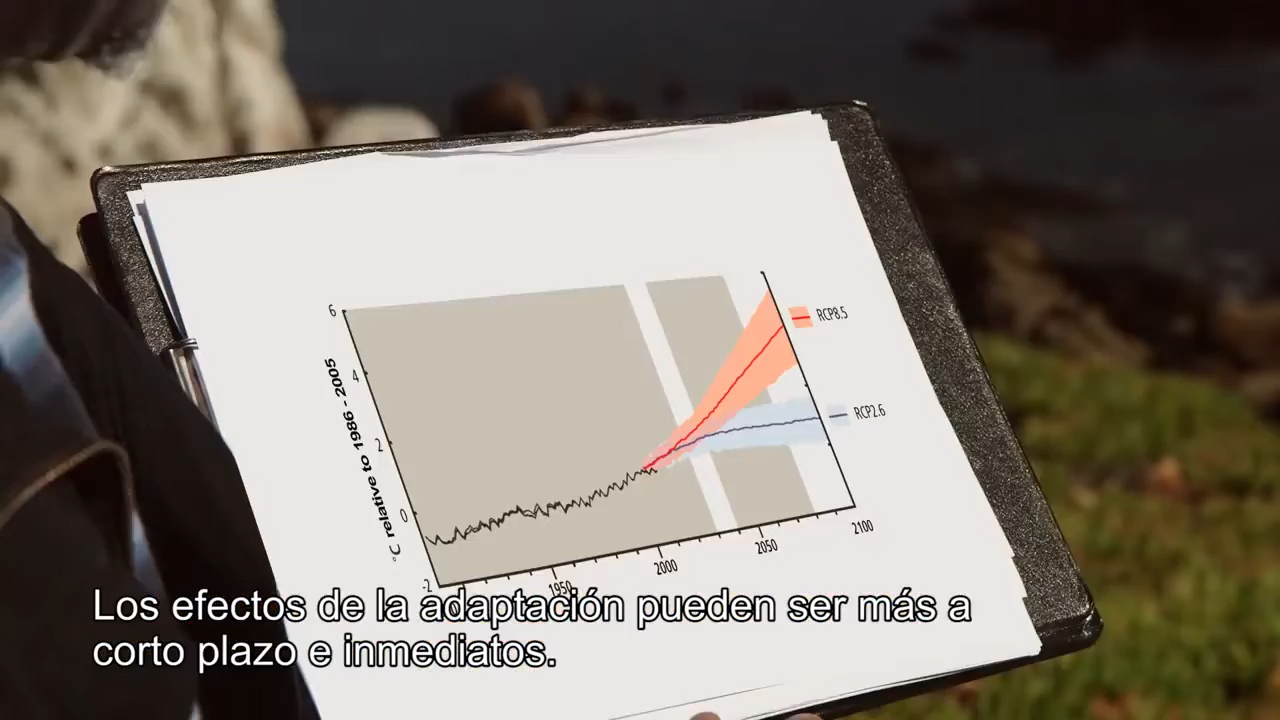 6
RCP8.5
4
°C relative to 1986 - 2005
RCP2.6
2
0
-2
1950
2000
2050
2100
Los efectos de la adaptación pueden ser más a
corto plazo e inmediatos.